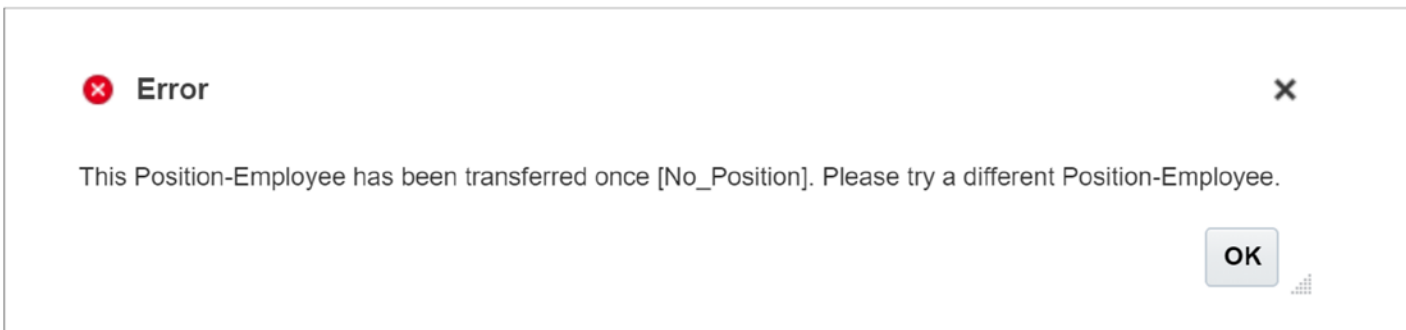 Error
This Position-Employee has been transferred once [No_Position]. Please try a different Position-Employee.
OK